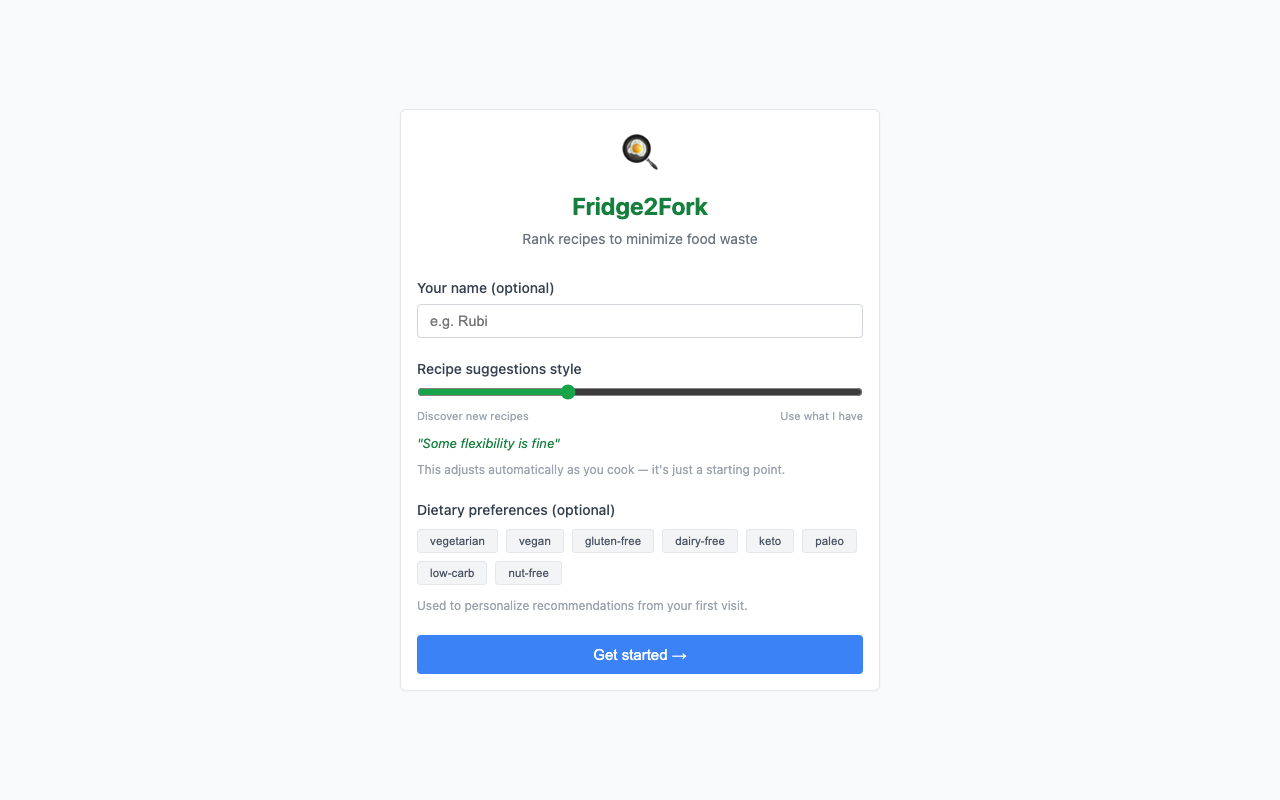 Fridge2Fork
Rank recipes to minimize food waste
Your name (optional)
e.g. Rubi
Recipe suggestions style
Discover new recipes Use what I have
"Some flexibility is fine"
This adjusts automatically as you cook — it's just a starting point.
Dietary preferences (optional)
vegetarian vegan gluten-free dairy-free keto paleo
low-carb nut-free
Used to personalize recommendations from your first visit.
Get started →